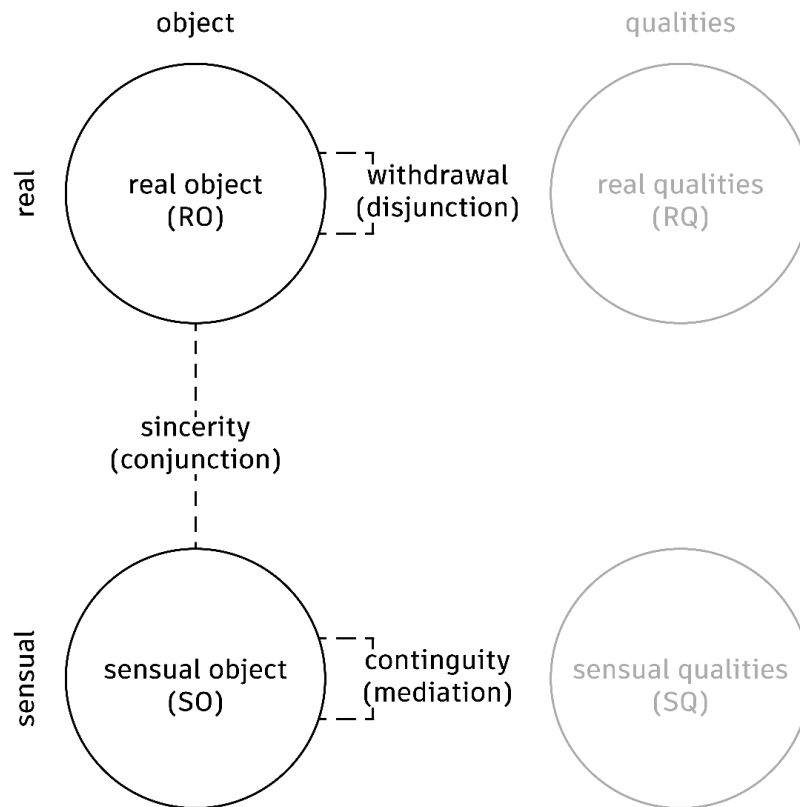 object
qualities
real
real object
(RO)
withdrawal
(disjunction)
real qualities
(RQ)
sincerity
(conjunction)
sensual
sensual object
(SO)
continguity
(mediation)
sensual qualities
(SQ)